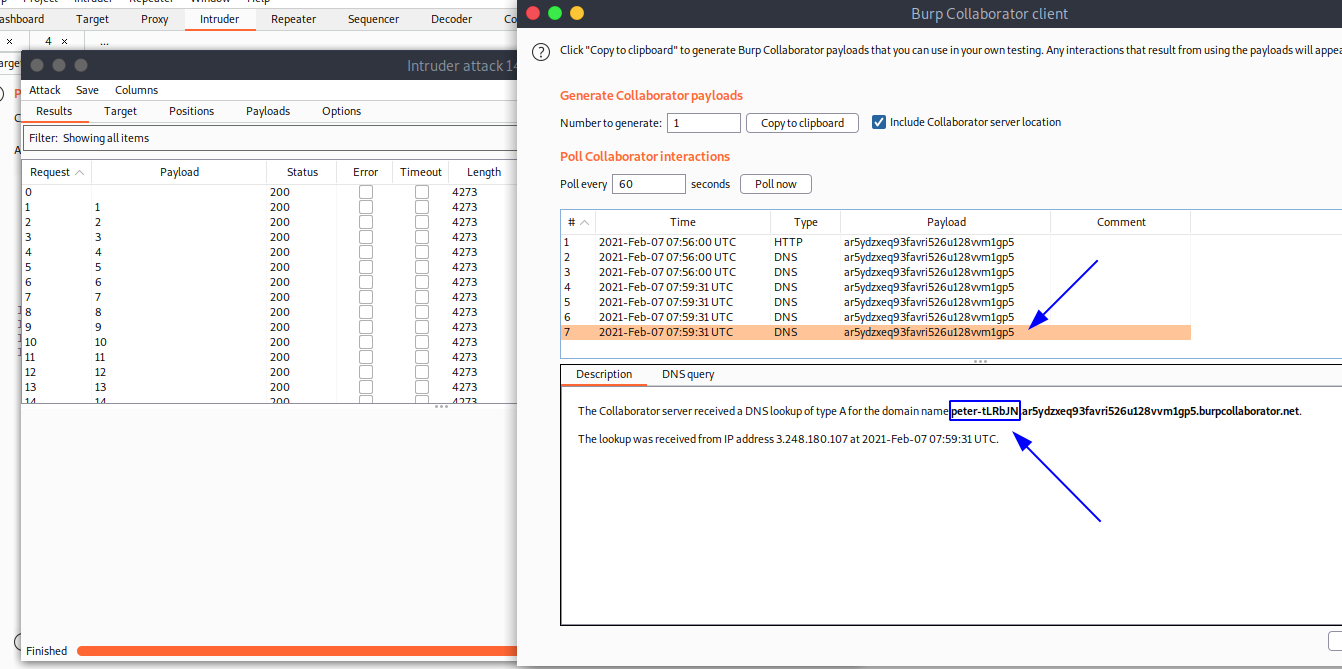 p Project Intruder Repeater Window Help
ashboard Target Proxy Intruder Repeater Sequencer Decoder Co
× 4 × ...
arge
Intruder attack 14
Attack Save Columns
Results Target Positions Payloads Options
Filter: Showing all items
Request Payload Status Error Timeout Length
0 200 4273
1 1 200 4273
2 2 200 4273
3 3 200 4273
4 4 200 4273
5 5 200 4273
6 6 200 4273
7 7 200 4273
8 8 200 4273
9 9 200 4273
10 10 200 4273
11 11 200 4273
12 12 200 4273
13 13 200 4273
14 14 200 4273
Finished
Burp Collaborator client
? Click "Copy to clipboard" to generate Burp Collaborator payloads that you can use in your own testing. Any interactions that result from using the payloads will appea
Generate Collaborator payloads
Number to generate: 1 Copy to clipboard Include Collaborator server location
Poll Collaborator interactions
Poll every 60 seconds Poll now
# Time Type Payload Comment
1 2021-Feb-07 07:56:00 UTC HTTP ar5ydzxeq93favri526u128vvm1gp5
2 2021-Feb-07 07:56:00 UTC DNS ar5ydzxeq93favri526u128vvm1gp5
3 2021-Feb-07 07:56:00 UTC DNS ar5ydzxeq93favri526u128vvm1gp5
4 2021-Feb-07 07:59:31 UTC DNS ar5ydzxeq93favri526u128vvm1gp5
5 2021-Feb-07 07:59:31 UTC DNS ar5ydzxeq93favri526u128vvm1gp5
6 2021-Feb-07 07:59:31 UTC DNS ar5ydzxeq93favri526u128vvm1gp5
7 2021-Feb-07 07:59:31 UTC DNS ar5ydzxeq93favri526u128vvm1gp5
Description DNS query
The Collaborator server received a DNS lookup of type A for the domain name peter-tLRbJN.ar5ydzxeq93favri526u128vvm1gp5.burpcollaborator.net.
The lookup was received from IP address 3.248.180.107 at 2021-Feb-07 07:59:31 UTC.